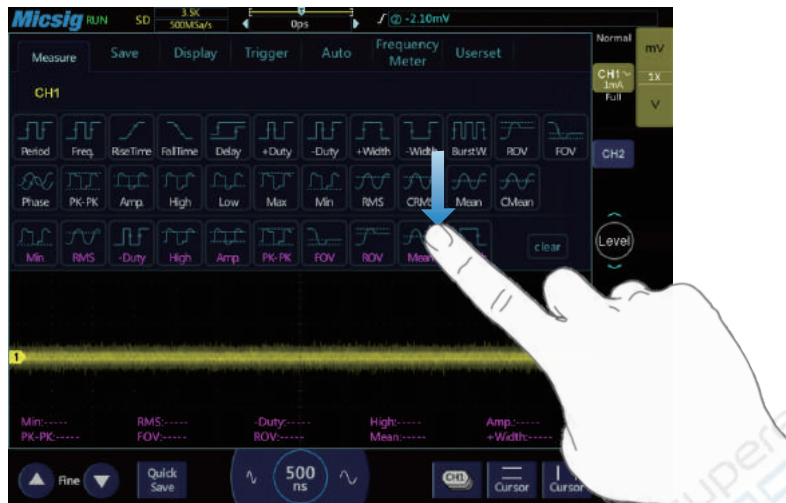 Micsig RUN SD 3.5K 500MSa/s 0ps 2 -2.10mV
Measure Save Display Trigger Auto Frequency Meter Userset
Normal
mV
CH1
1mA
Full
1X
V
CH1
Period Freq. RiseTime FallTime Delay +Duty -Duty +Width -Width BurstW. ROV FOV
CH2
Phase PK-PK Amp. High Low Max Min RMS CRMS Mean CMean
Min RMS -Duty High Amp PK-PK FOV ROV Mean clear
Level
1
Min:----- RMS:----- -Duty:----- High:----- Amp.:-----
PK-PK:----- FOV:----- ROV:----- Mean:----- +Width:-----
Fine Quick Save 500 ns CH1 Cursor Cursor